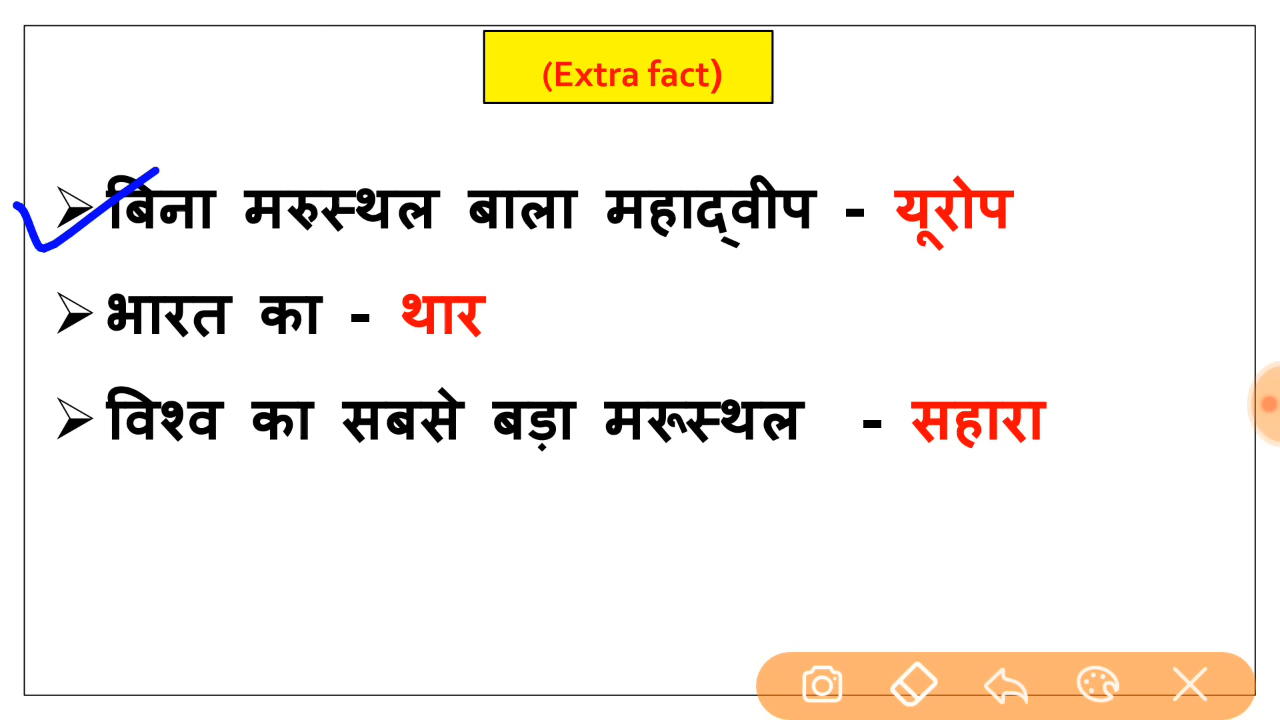 (Extra fact)
बिना मरुस्थल बाला महाद्वीप - यूरोप
भारत का - थार
विश्व का सबसे बड़ा मरूस्थल - सहारा